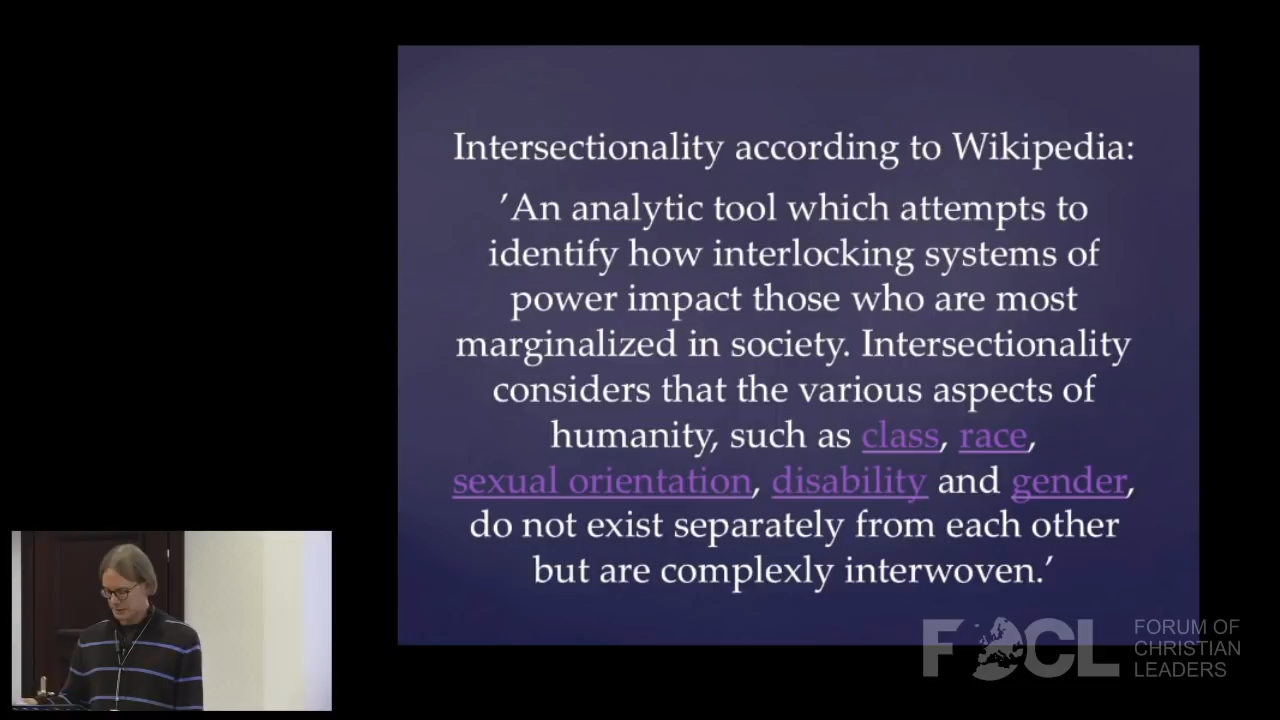 Intersectionality according to Wikipedia:
’An analytic tool which attempts to
identify how interlocking systems of
power impact those who are most
marginalized in society. Intersectionality
considers that the various aspects of
humanity, such as class, race,
sexual orientation, disability and gender,
do not exist separately from each other
but are complexly interwoven.’
FOCL
FORUM OF
CHRISTIAN
LEADERS